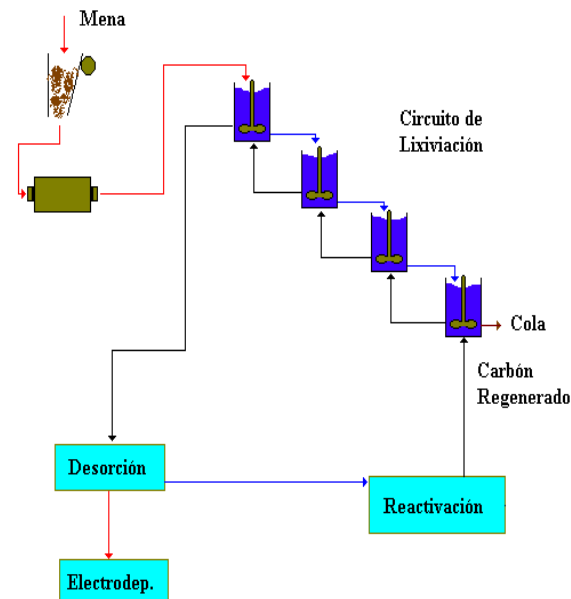 Mena
Circuito de
Lixiviación
Cola
Carbón
Regenerado
Desorción
Reactivación
Electrodep.